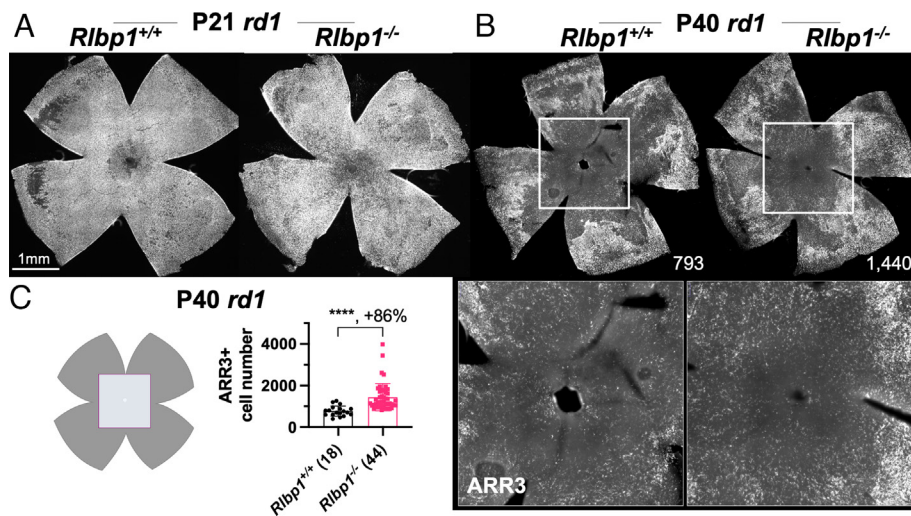 A
P21 rd1
Rlbp1+/+
Rlbp1-/-
1mm
B
P40 rd1
Rlbp1+/+
Rlbp1-/-
793
1,440
ARR3
C
P40 rd1
****, +86%
ARR3+
cell number
4000
2000
0
Rlbp1+/+ (18)
Rlbp1-/- (44)